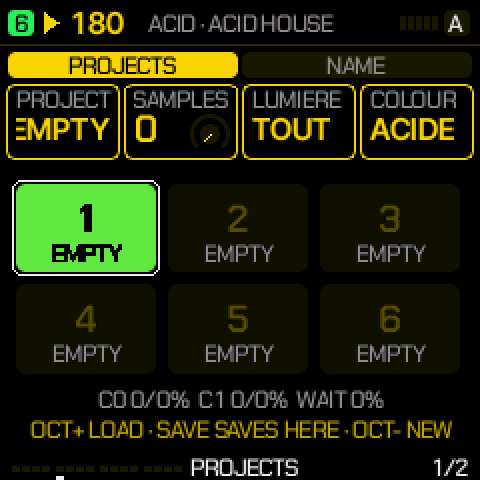 6 180 ACID · ACID HOUSE A
PROJECTS NAME
PROJECT SAMPLES LUMIERE COLOUR
EMPTY 0 TOUT ACIDE
1 2 3
EMPTY EMPTY EMPTY
4 5 6
EMPTY EMPTY EMPTY
C0 0/0% C1 0/0% WAIT 0%
OCT+ LOAD · SAVE SAVES HERE · OCT- NEW
PROJECTS 1/2